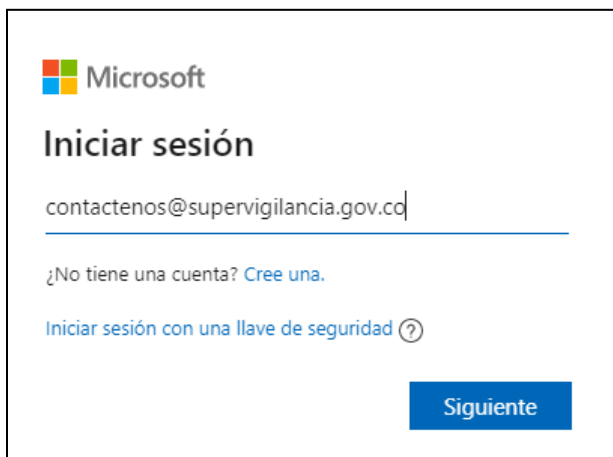 Microsoft
Iniciar sesión
contactenos@supervigilancia.gov.co
¿No tiene una cuenta? Cree una.
Iniciar sesión con una llave de seguridad ?
Siguiente